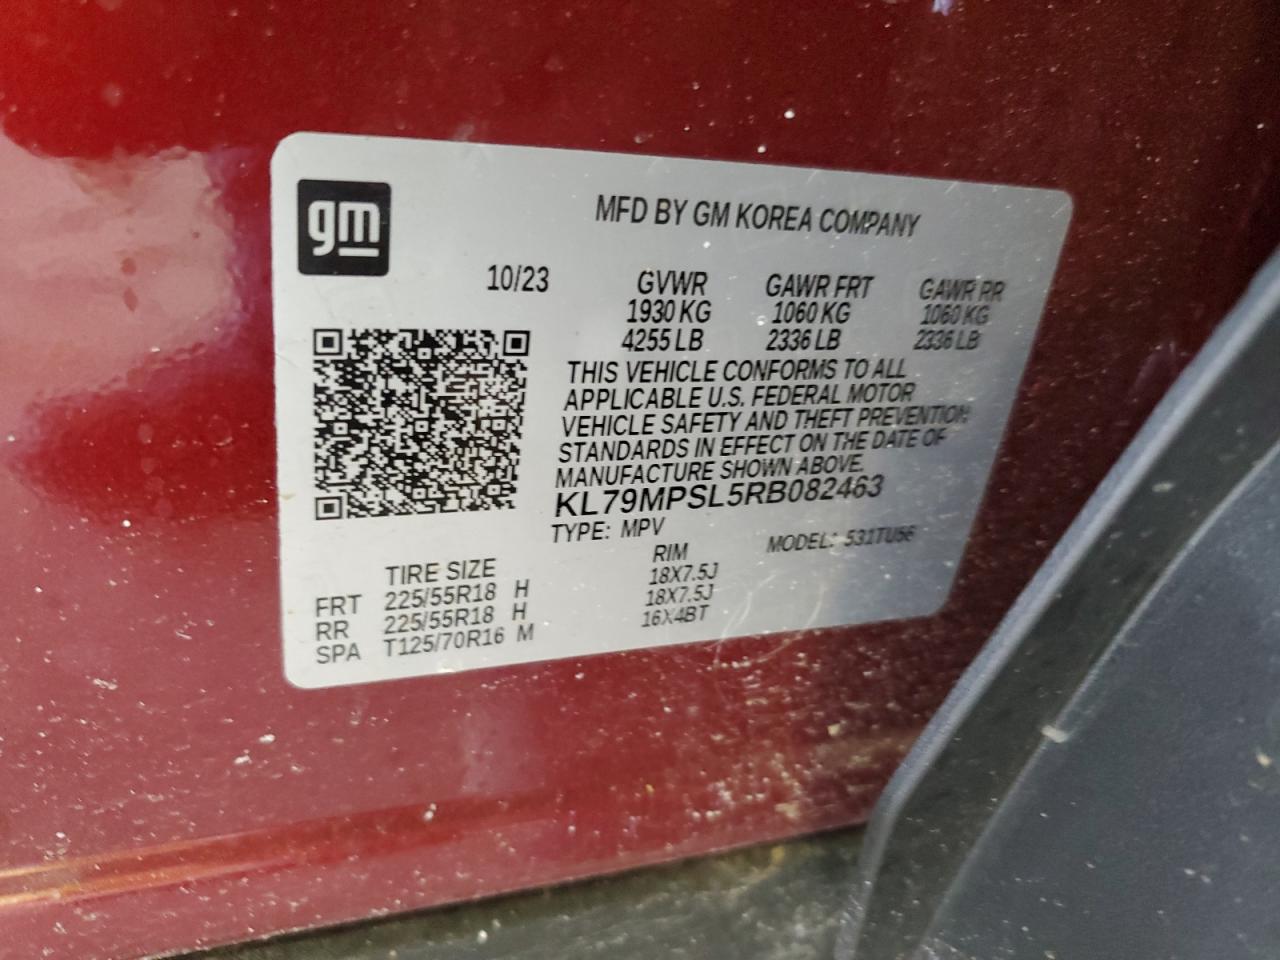 gm
MFD BY GM KOREA COMPANY
10/23 GVWR GAWR FRT GAWR RR
1930 KG 1060 KG 1060 KG
4255 LB 2336 LB 2336 LB
THIS VEHICLE CONFORMS TO ALL
APPLICABLE U.S. FEDERAL MOTOR
VEHICLE SAFETY AND THEFT PREVENTION
STANDARDS IN EFFECT ON THE DATE OF
MANUFACTURE SHOWN ABOVE.
KL79MPSL5RB082463
TYPE: MPV MODEL: 531TU56
TIRE SIZE RIM
FRT 225/55R18 H 18X7.5J
RR 225/55R18 H 18X7.5J
SPA T125/70R16 M 16X4BT